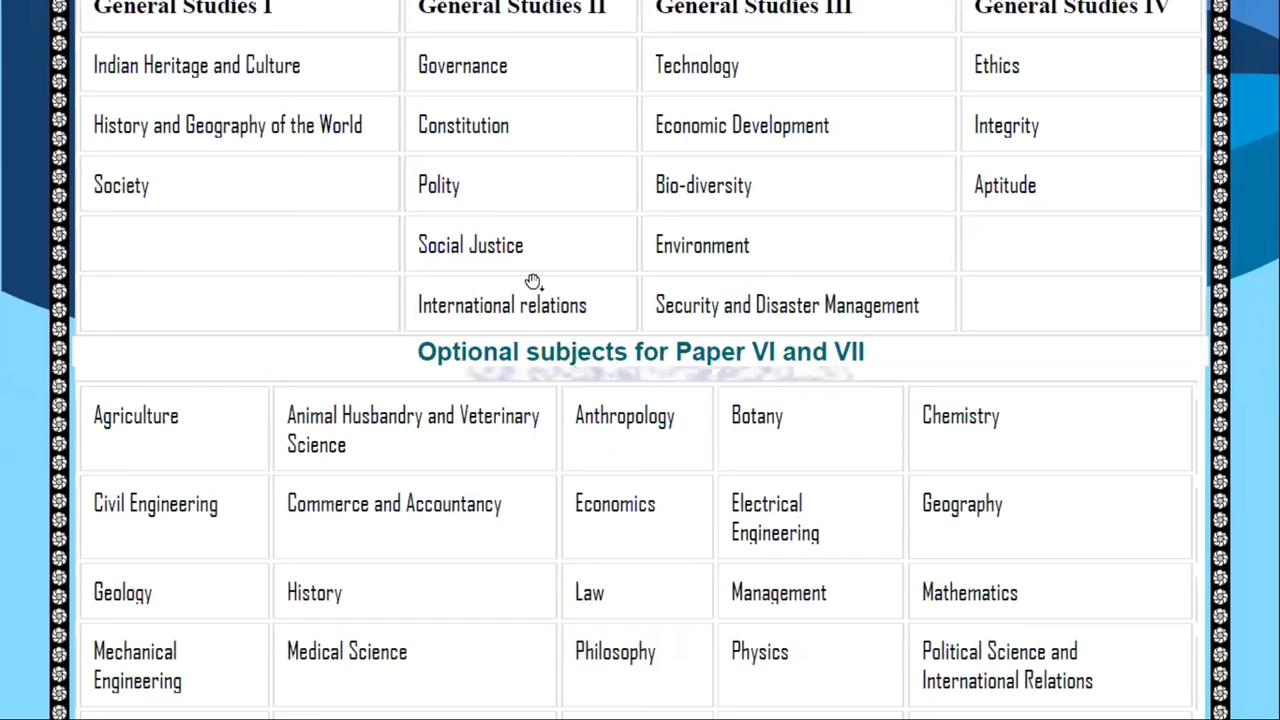 General Studies I General Studies II General Studies III General Studies IV
Indian Heritage and Culture Governance Technology Ethics
History and Geography of the World Constitution Economic Development Integrity
Society Polity Bio-diversity Aptitude
Social Justice Environment
International relations Security and Disaster Management
Optional subjects for Paper VI and VII
Agriculture Animal Husbandry and Veterinary Anthropology Botany Chemistry
Science
Civil Engineering Commerce and Accountancy Economics Electrical Geography
Engineering
Geology History Law Management Mathematics
Mechanical Medical Science Philosophy Physics Political Science and
Engineering International Relations